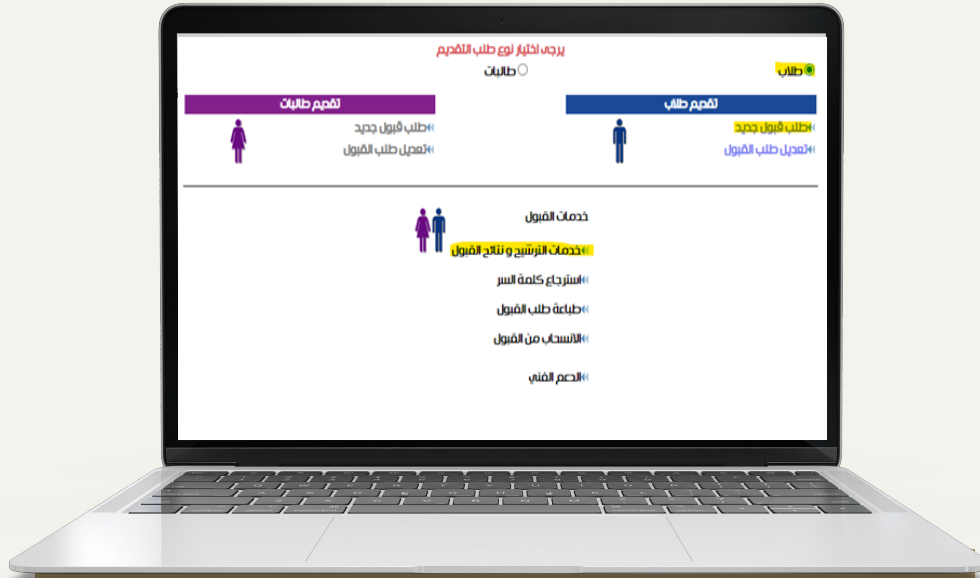 يرجى اختيار نوع طلب التقديم
طلاب
طالبات
تقديم طلاب
طلب قبول جديد
تعديل طلب القبول
تقديم طالبات
طلب قبول جديد
تعديل طلب القبول
خدمات القبول
خدمات الترشيح و نتائج القبول
استرجاع كلمة السر
طباعة طلب القبول
الانسحاب من القبول
الدعم الفني